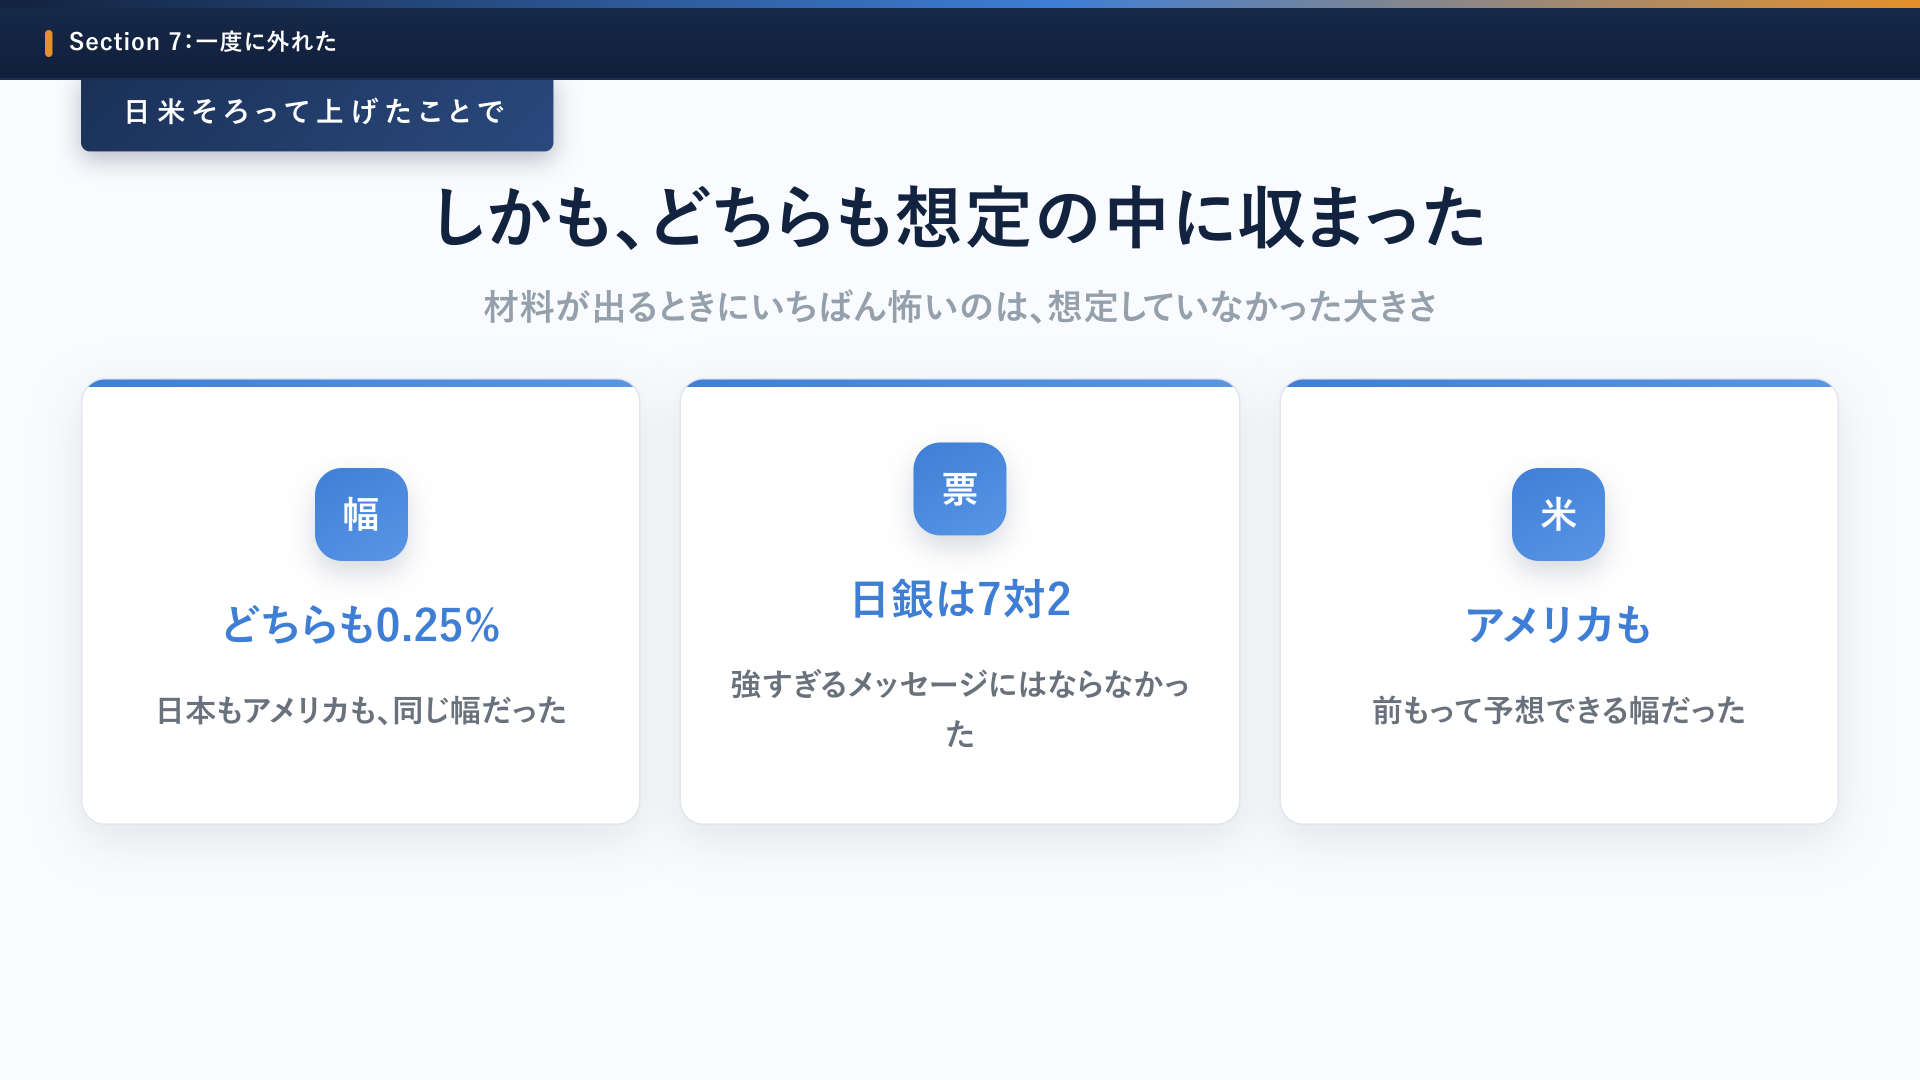 Section 7：一度に外れた
日米そろって上げたことで
しかも、どちらも想定の中に収まった
材料が出るときにいちばん怖いのは、想定していなかった大きさ
幅
どちらも0.25%
日本もアメリカも、同じ幅だった
票
日銀は7対2
強すぎるメッセージにはならなかっ
た
米
アメリカも
前もって予想できる幅だった